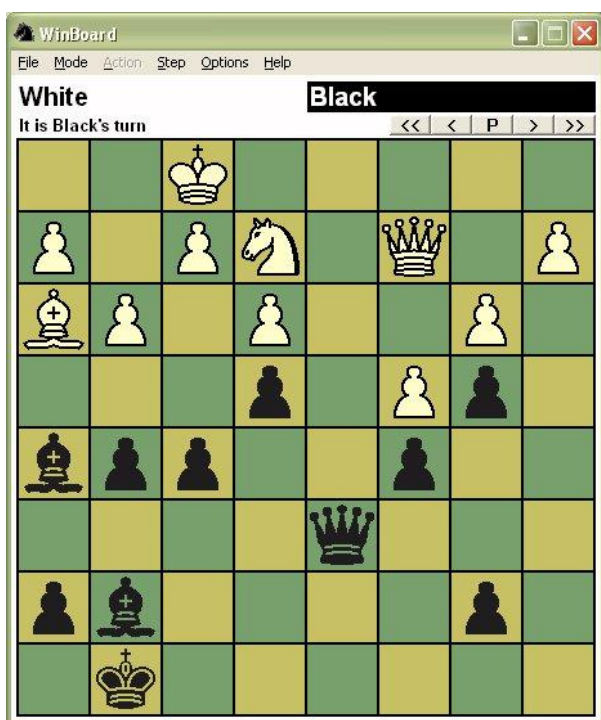 WinBoard
File Mode Action Step Options Help
White Black
It is Black's turn << < P > >>